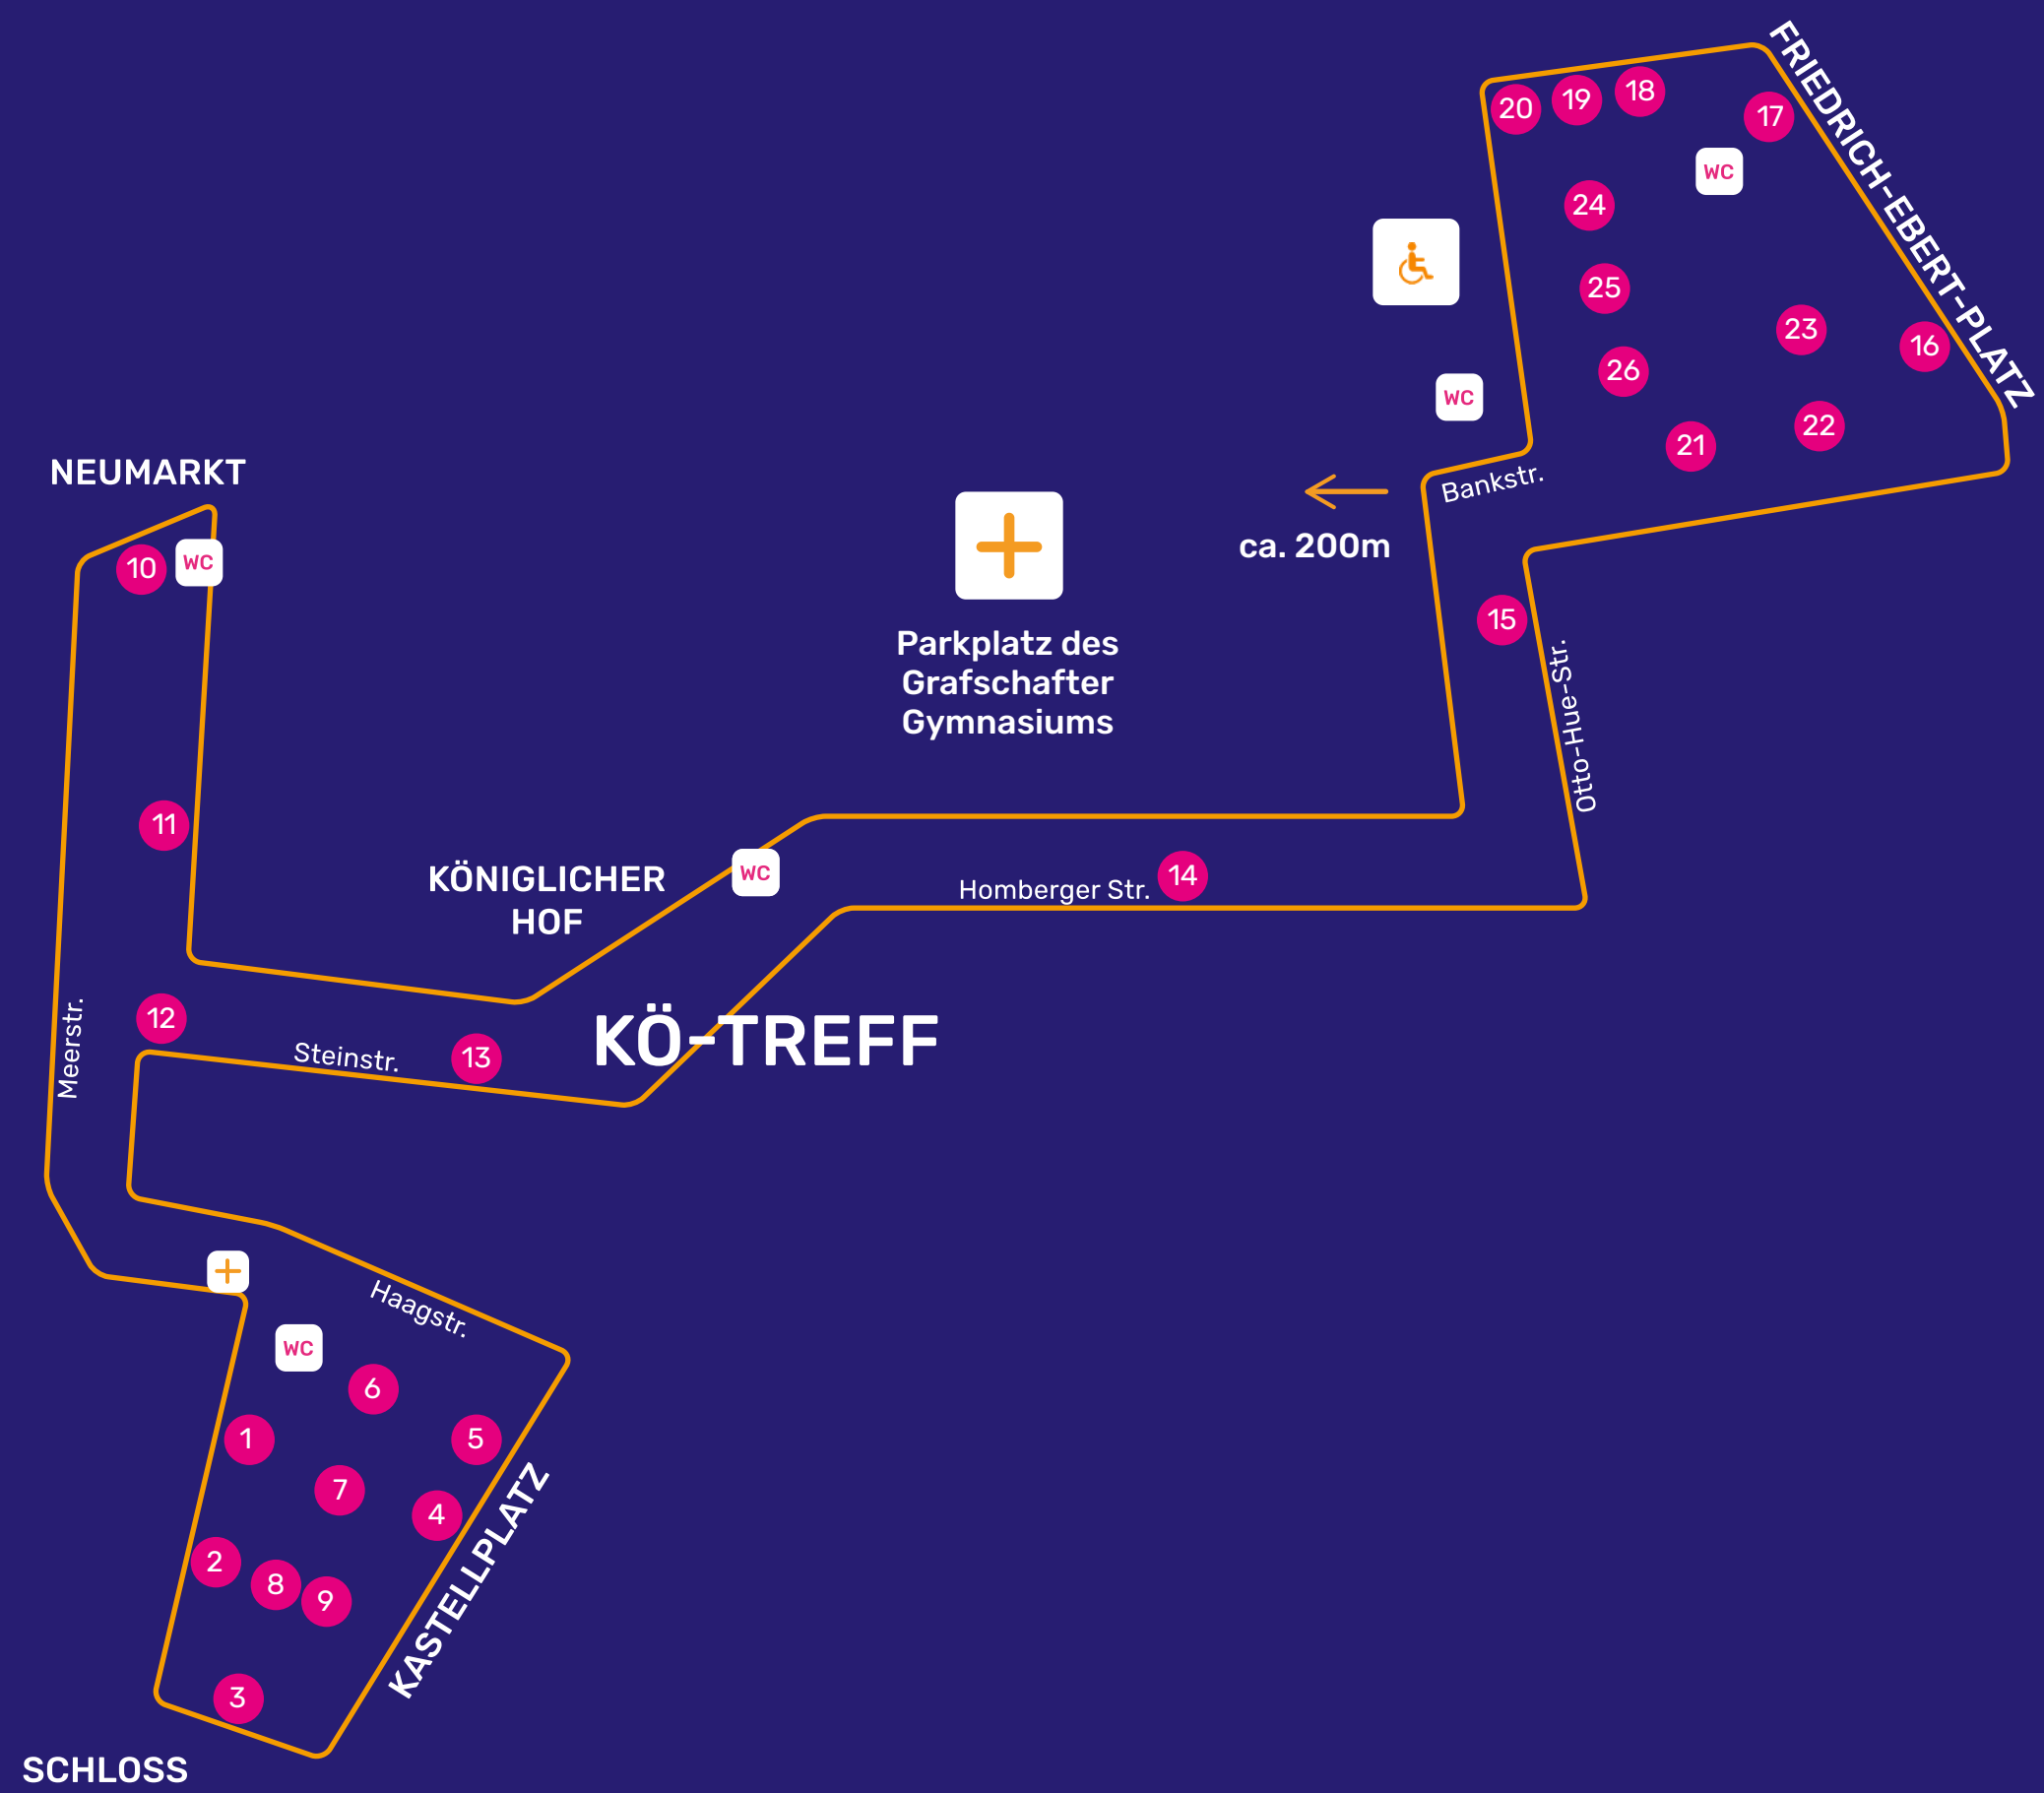 FRIEDRICH-EBERT-PLATZ
20
19
18
17
WC
24
25
23
16
26
WC
22
21
Bankstr.
ca. 200m
NEUMARKT
10
WC
Parkplatz des
Grafschafter
Gymnasiums
15
Otto-Hue-Str.
11
KÖNIGLICHER
HOF
WC
Homberger Str.
14
Meerstr.
12
Steinstr.
13
KÖ-TREFF
Haagstr.
WC
6
1
5
7
4
2
8
9
KASTELLPLATZ
3
SCHLOSS